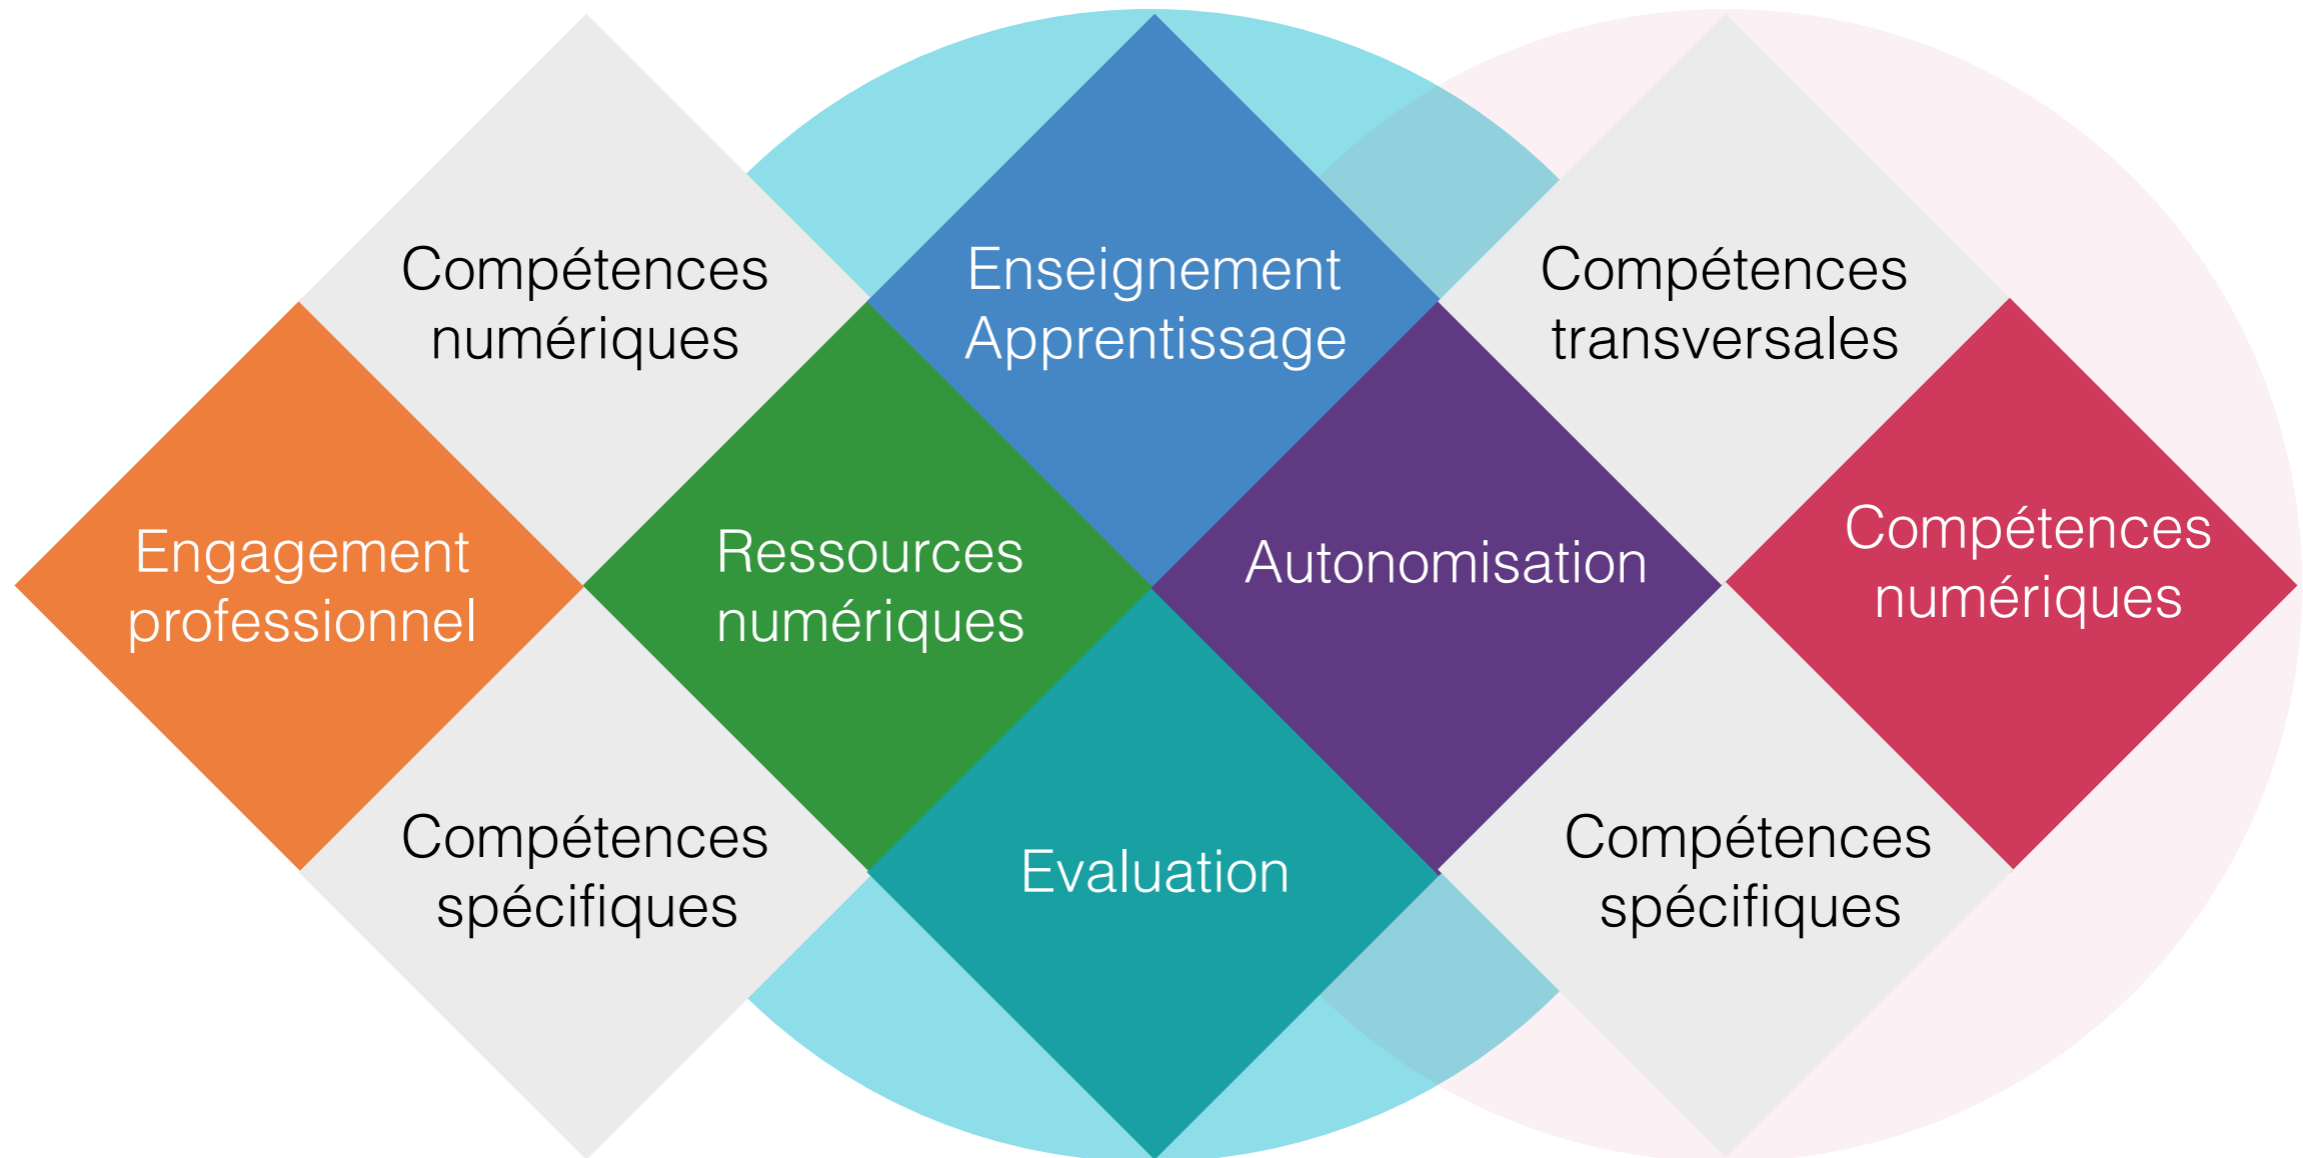 Compétences
numériques
Enseignement
Apprentissage
Compétences
transversales
Engagement
professionnel
Ressources
numériques
Autonomisation
Compétences
numériques
Compétences
spécifiques
Evaluation
Compétences
spécifiques